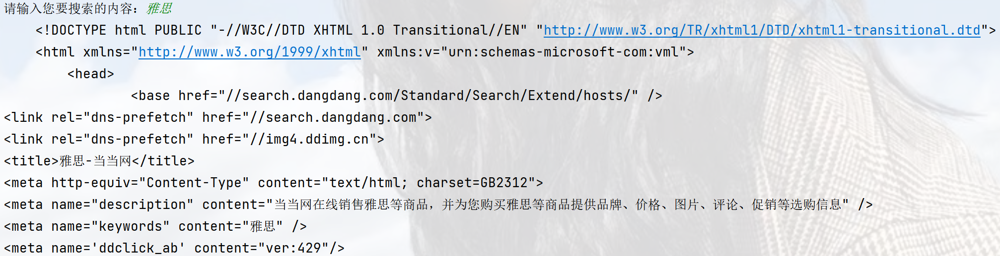 请输入您要搜索的内容：雅思
<!DOCTYPE html PUBLIC "-//W3C//DTD XHTML 1.0 Transitional//EN" "http://www.w3.org/TR/xhtml1/DTD/xhtml1-transitional.dtd">
<html xmlns="http://www.w3.org/1999/xhtml" xmlns:v="urn:schemas-microsoft-com:vml">
<head>
<base href="//search.dangdang.com/Standard/Search/Extend/hosts/" />
<link rel="dns-prefetch" href="//search.dangdang.com">
<link rel="dns-prefetch" href="//img4.ddimg.cn">
<title>雅思-当当网</title>
<meta http-equiv="Content-Type" content="text/html; charset=GB2312">
<meta name="description" content="当当网在线销售雅思等商品，并为您购买雅思等商品提供品牌、价格、图片、评论、促销等选购信息" />
<meta name="keywords" content="雅思" />
<meta name='ddclick_ab' content="ver:429"/>